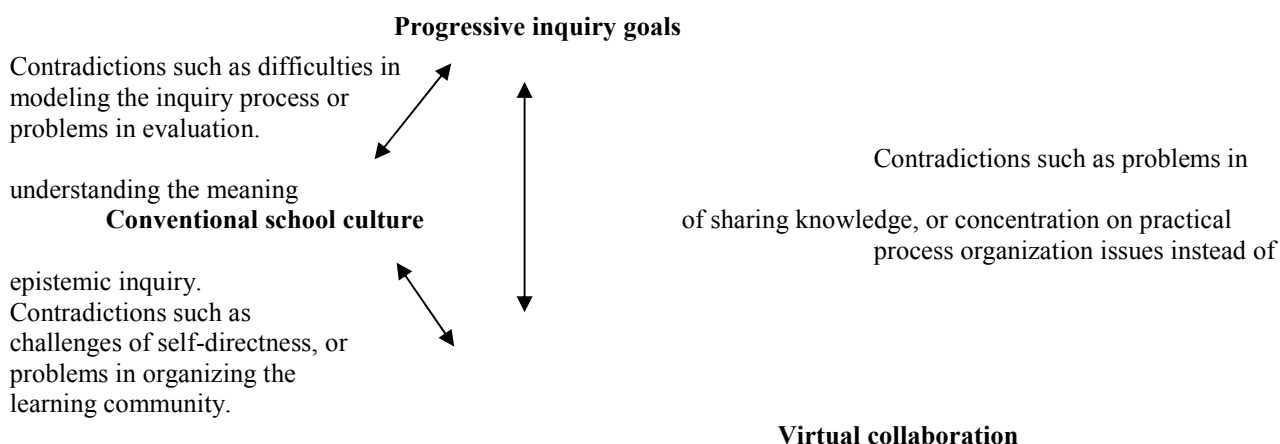 Progressive inquiry goals
Contradictions such as difficulties in
modeling the inquiry process or
problems in evaluation.
Contradictions such as problems in
understanding the meaning
Conventional school culture of sharing knowledge, or concentration on practical
process organization issues instead of
epistemic inquiry.
Contradictions such as
challenges of self-directness, or
problems in organizing the
learning community.
Virtual collaboration